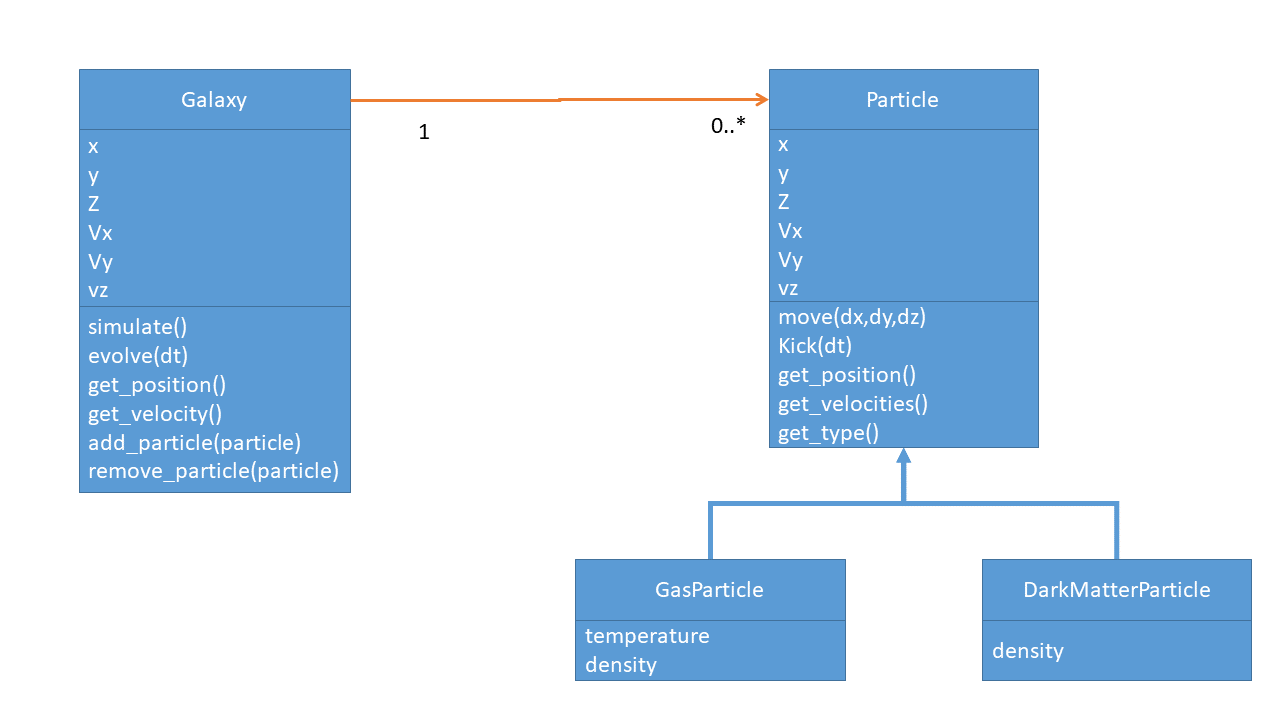 Galaxy
x
y
Z
Vx
Vy
vz
simulate()
evolve(dt)
get_position()
get_velocity()
add_particle(particle)
remove_particle(particle)
1
0..*
Particle
x
y
Z
Vx
Vy
vz
move(dx,dy,dz)
Kick(dt)
get_position()
get_velocities()
get_type()
GasParticle
temperature
density
DarkMatterParticle
density